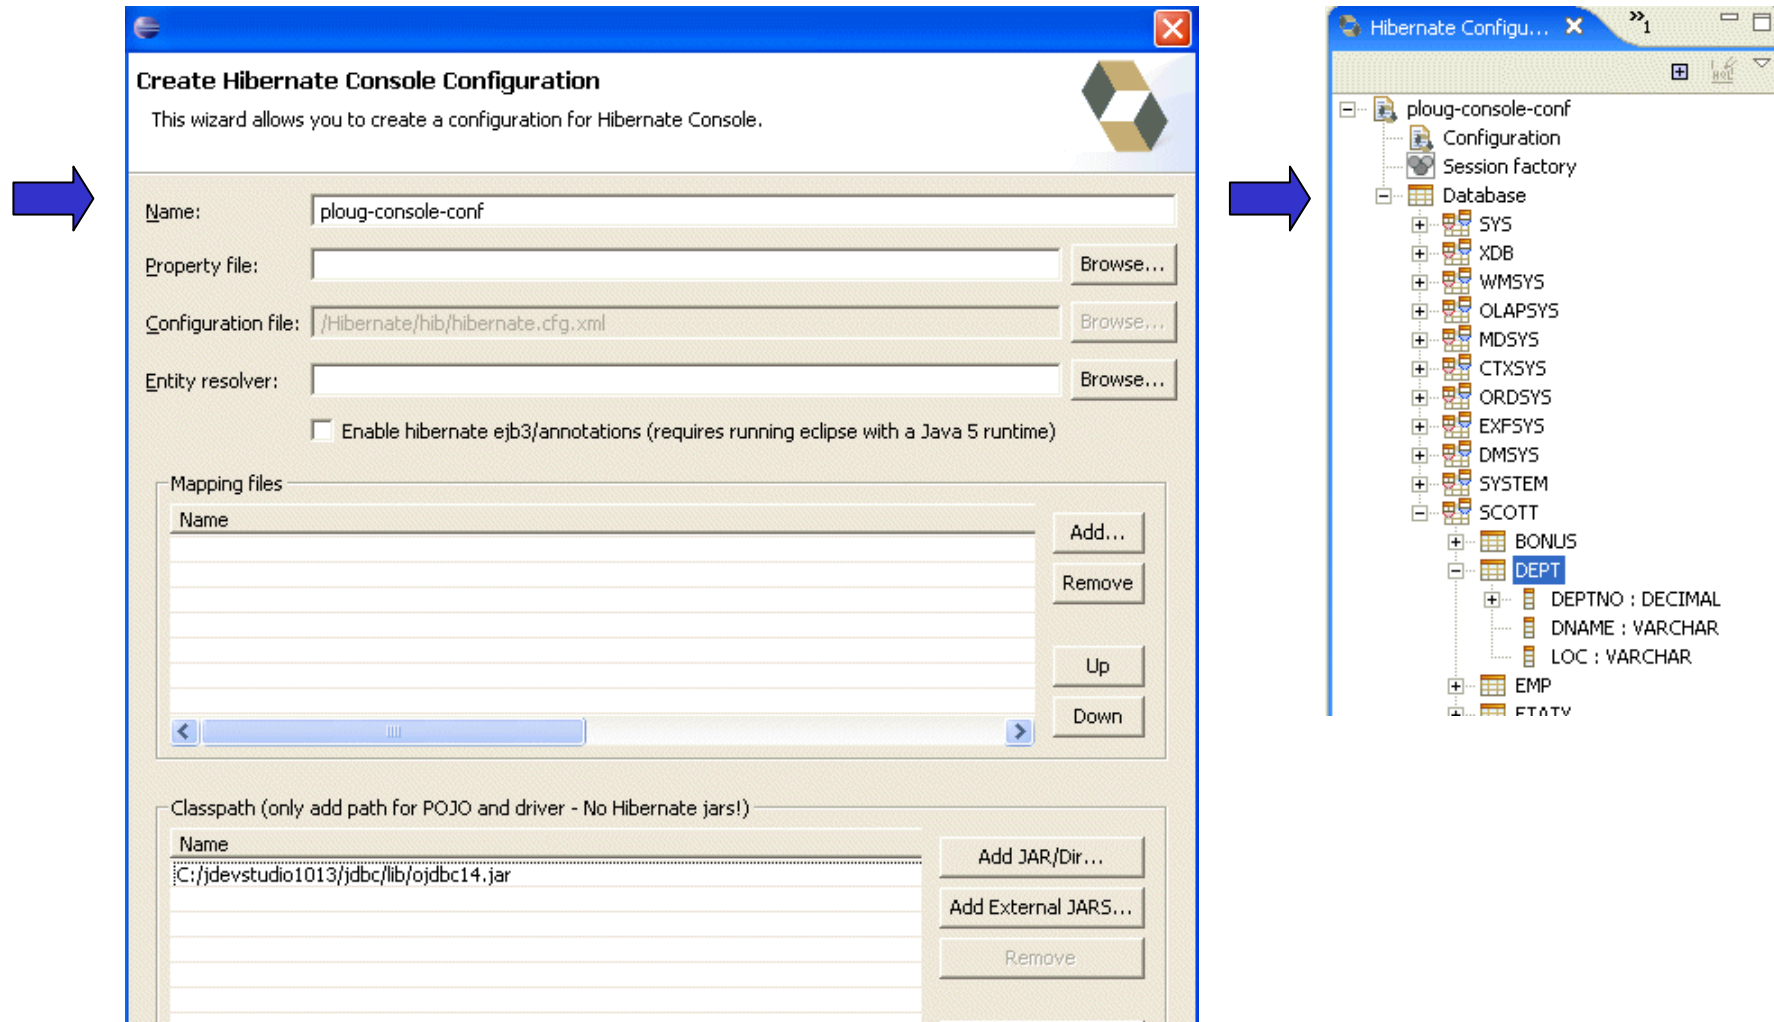 Create Hibernate Console Configuration
This wizard allows you to create a configuration for Hibernate Console.
Name: ploug-console-conf
Property file: Browse...
Configuration file: /Hibernate/hib/hibernate.cfg.xml Browse...
Entity resolver: Browse...
Enable hibernate ejb3/annotations (requires running eclipse with a Java 5 runtime)
Mapping files
Name
Add...
Remove
Up
Down
Classpath (only add path for POJO and driver - No Hibernate jars!)
Name
C:/jdevstudio1013/jdbc/lib/ojdbc14.jar
Add JAR/Dir...
Add External JARS...
Remove
Hibernate Configu... »1
ploug-console-conf
Configuration
Session factory
Database
SYS
XDB
WMSYS
OLAPSYS
MDSYS
CTXSYS
ORDSYS
EXFSYS
DMSYS
SYSTEM
SCOTT
BONUS
DEPT
DEPTNO : DECIMAL
DNAME : VARCHAR
LOC : VARCHAR
EMP
ETATY